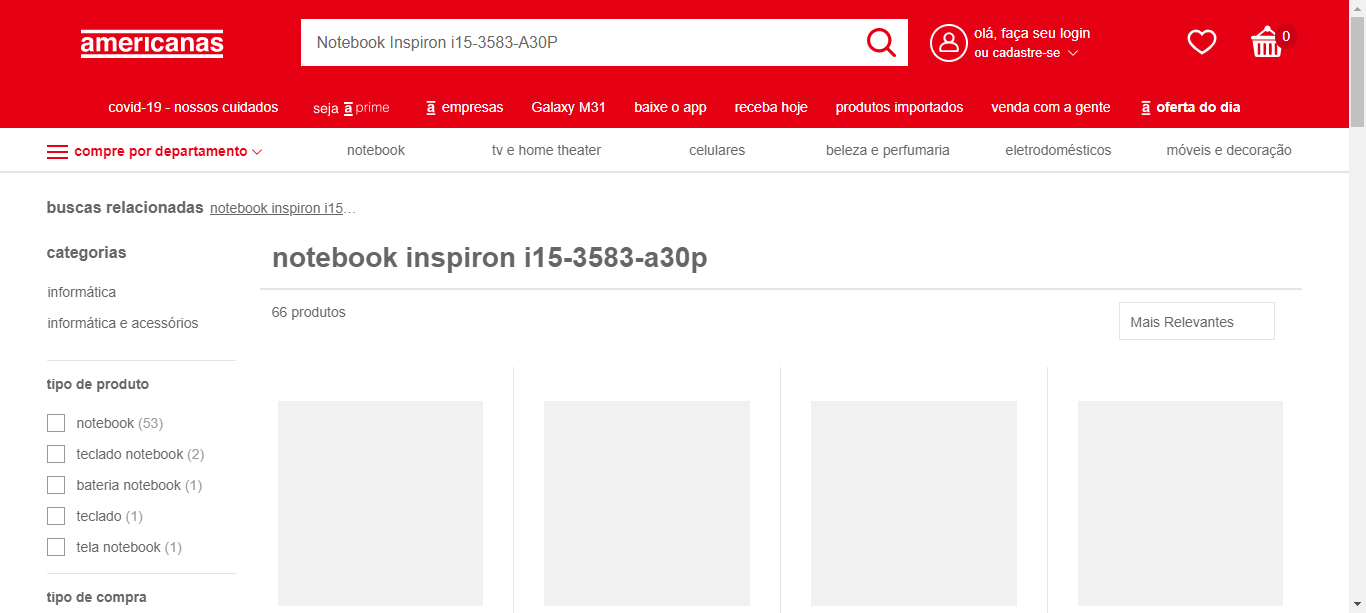 americanas
Notebook Inspiron i15-3583-A30P
olá, faça seu login
ou cadastre-se
0
covid-19 - nossos cuidados
seja a prime
a empresas
Galaxy M31
baixe o app
receba hoje
produtos importados
venda com a gente
a oferta do dia
compre por departamento
notebook
tv e home theater
celulares
beleza e perfumaria
eletrodomésticos
móveis e decoração
buscas relacionadas notebook inspiron i15…
categorias
informática
informática e acessórios
notebook inspiron i15-3583-a30p
66 produtos
Mais Relevantes
tipo de produto
notebook (53)
teclado notebook (2)
bateria notebook (1)
teclado (1)
tela notebook (1)
tipo de compra